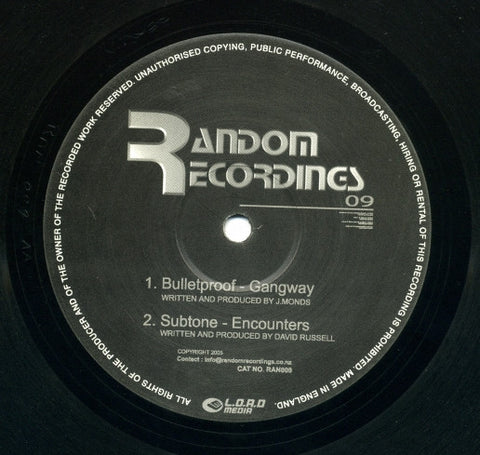 ALL RIGHTS OF THE PRODUCER AND OF THE OWNER OF THE RECORDED WORK RESERVED. UNAUTHORISED COPYING, PUBLIC PERFORMANCE, BROADCASTING, HIRING OR RENTAL OF THIS RECORDING IS PROHIBITED. MADE IN ENGLAND.
RANDOM
RECORDINGS
09
1. Bulletproof - Gangway
WRITTEN AND PRODUCED BY J.MONDS
2. Subtone - Encounters
WRITTEN AND PRODUCED BY DAVID RUSSELL
COPYRIGHT 2005
Contact : info@randomrecordings.co.nz
CAT NO. RAN009
LORD
MEDIA